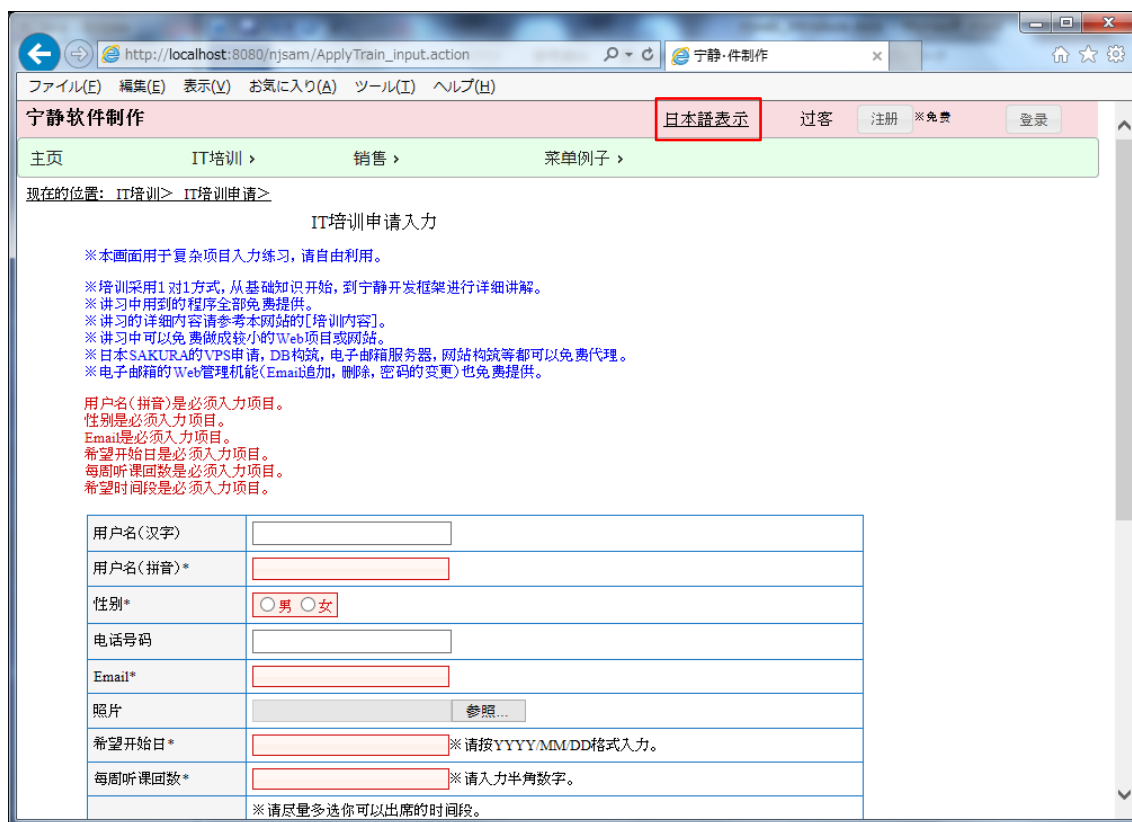 http://localhost:8080/njsam/ApplyTrain_input.action
宁静·件制作
ファイル(F) 編集(E) 表示(V) お気に入り(A) ツール(T) ヘルプ(H)
宁静软件制作 日本語表示 过客 注册 ※免费 登录
主页 IT培训 › 销售 › 菜单例子 ›
现在的位置: IT培训> IT培训申请>
IT培训申请入力
※本画面用于复杂项目入力练习, 请自由利用。
※培训采用1对1方式, 从基础知识开始, 到宁静开发框架进行详细讲解。
※讲习中用到的程序全部免费提供。
※讲习的详细内容请参考本网站的[培训内容]。
※讲习中可以免费做成较小的Web项目或网站。
※日本SAKURA的VPS申请, DB构筑, 电子邮箱服务器, 网站构筑等都可以免费代理。
※电子邮箱的Web管理机能(Email追加, 删除, 密码的变更)也免费提供。
用户名(拼音)是必须入力项目。
性别是必须入力项目。
Email是必须入力项目。
希望开始日是必须入力项目。
每周听课回数是必须入力项目。
希望时间段是必须入力项目。
用户名(汉字)
用户名(拼音)*
性别* 男 女
电话号码
Email*
照片 参照...
希望开始日* ※请按YYYY/MM/DD格式入力。
每周听课回数* ※请入力半角数字。
※请尽量多选你可以出席的时间段。